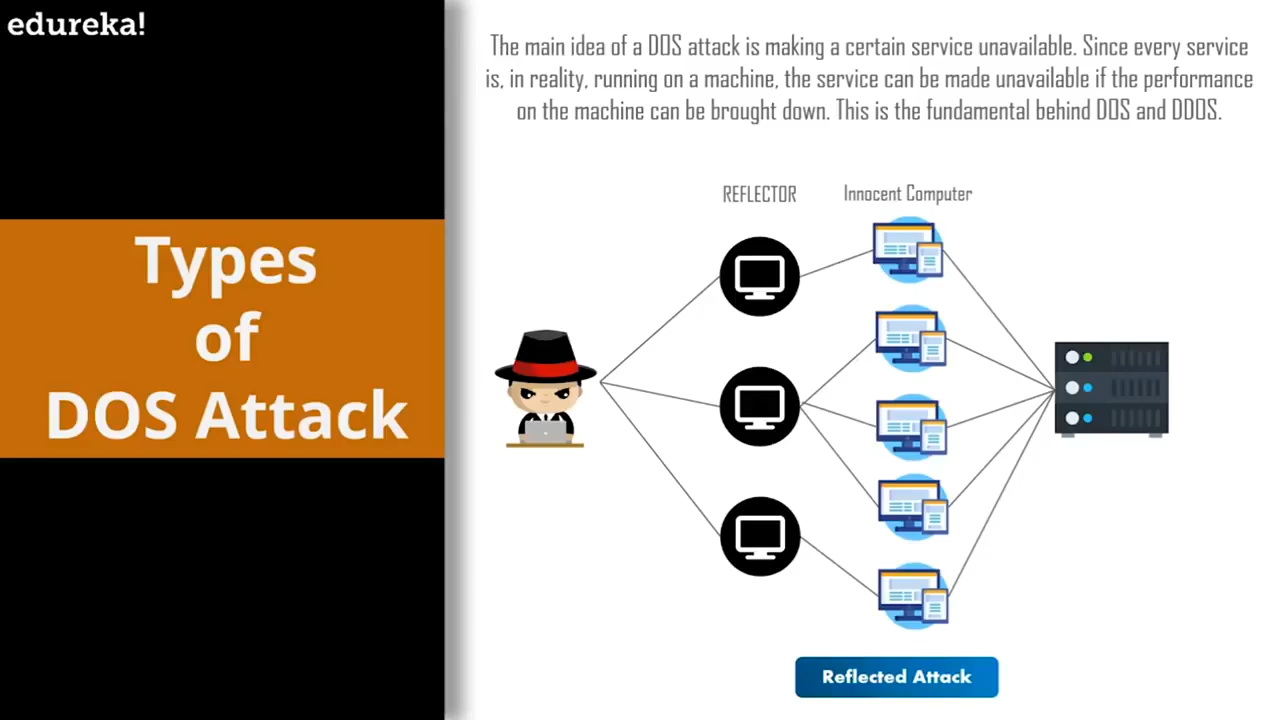 edureka!
The main idea of a DOS attack is making a certain service unavailable. Since every service
is, in reality, running on a machine, the service can be made unavailable if the performance
on the machine can be brought down. This is the fundamental behind DOS and DDOS.
Types
of
DOS Attack
REFLECTOR
Innocent Computer
Reflected Attack